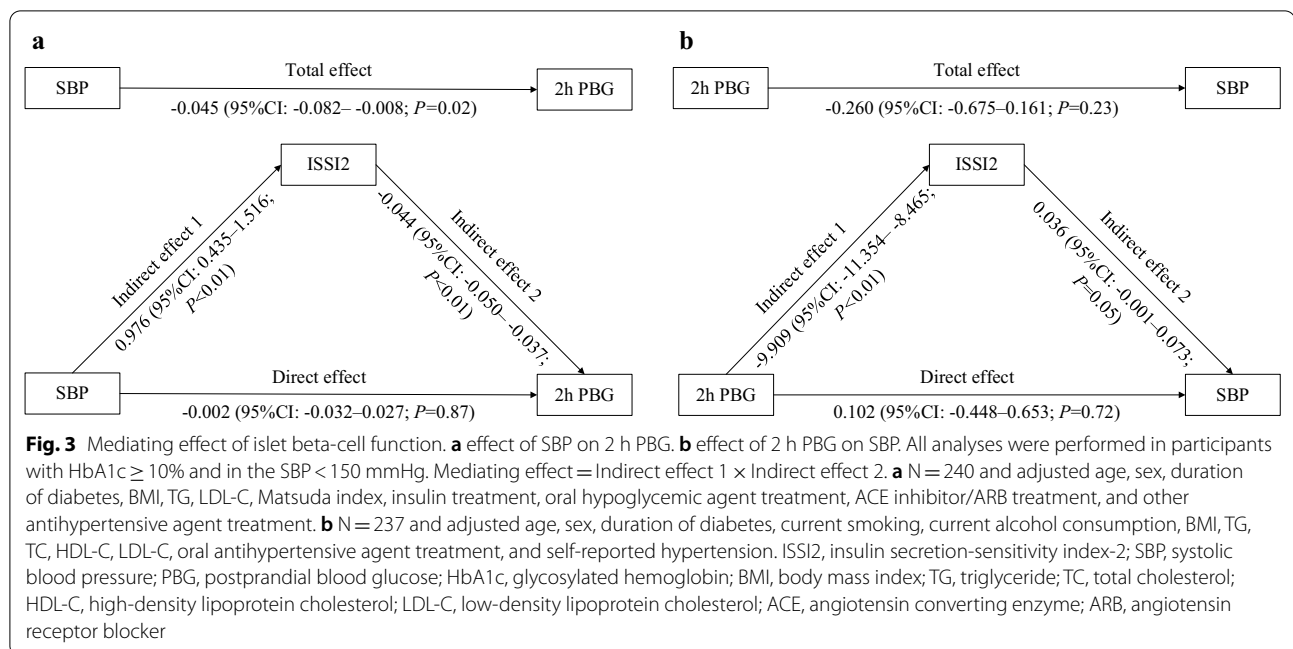 a
SBP
Total effect
-0.045 (95%CI: -0.082– -0.008; P=0.02)
2h PBG
ISSI2
Indirect effect 1
0.976 (95%CI: 0.435–1.516;
P<0.01)
Indirect effect 2
-0.044 (95%CI: -0.050– -0.037;
P<0.01)
SBP
Direct effect
-0.002 (95%CI: -0.032–0.027; P=0.87)
2h PBG
b
2h PBG
Total effect
-0.260 (95%CI: -0.675–0.161; P=0.23)
SBP
ISSI2
Indirect effect 1
-9.909 (95%CI: -11.354– -8.465;
P<0.01)
Indirect effect 2
0.036 (95%CI: -0.001–0.073;
P=0.05)
2h PBG
Direct effect
0.102 (95%CI: -0.448–0.653; P=0.72)
SBP
Fig. 3 Mediating effect of islet beta-cell function. a effect of SBP on 2 h PBG. b effect of 2 h PBG on SBP. All analyses were performed in participants
with HbA1c ≥ 10% and in the SBP < 150 mmHg. Mediating effect = Indirect effect 1 × Indirect effect 2. a N = 240 and adjusted age, sex, duration
of diabetes, BMI, TG, LDL-C, Matsuda index, insulin treatment, oral hypoglycemic agent treatment, ACE inhibitor/ARB treatment, and other
antihypertensive agent treatment. b N = 237 and adjusted age, sex, duration of diabetes, current smoking, current alcohol consumption, BMI, TG,
TC, HDL-C, LDL-C, oral antihypertensive agent treatment, and self-reported hypertension. ISSI2, insulin secretion-sensitivity index-2; SBP, systolic
blood pressure; PBG, postprandial blood glucose; HbA1c, glycosylated hemoglobin; BMI, body mass index; TG, triglyceride; TC, total cholesterol;
HDL-C, high-density lipoprotein cholesterol; LDL-C, low-density lipoprotein cholesterol; ACE, angiotensin converting enzyme; ARB, angiotensin
receptor blocker